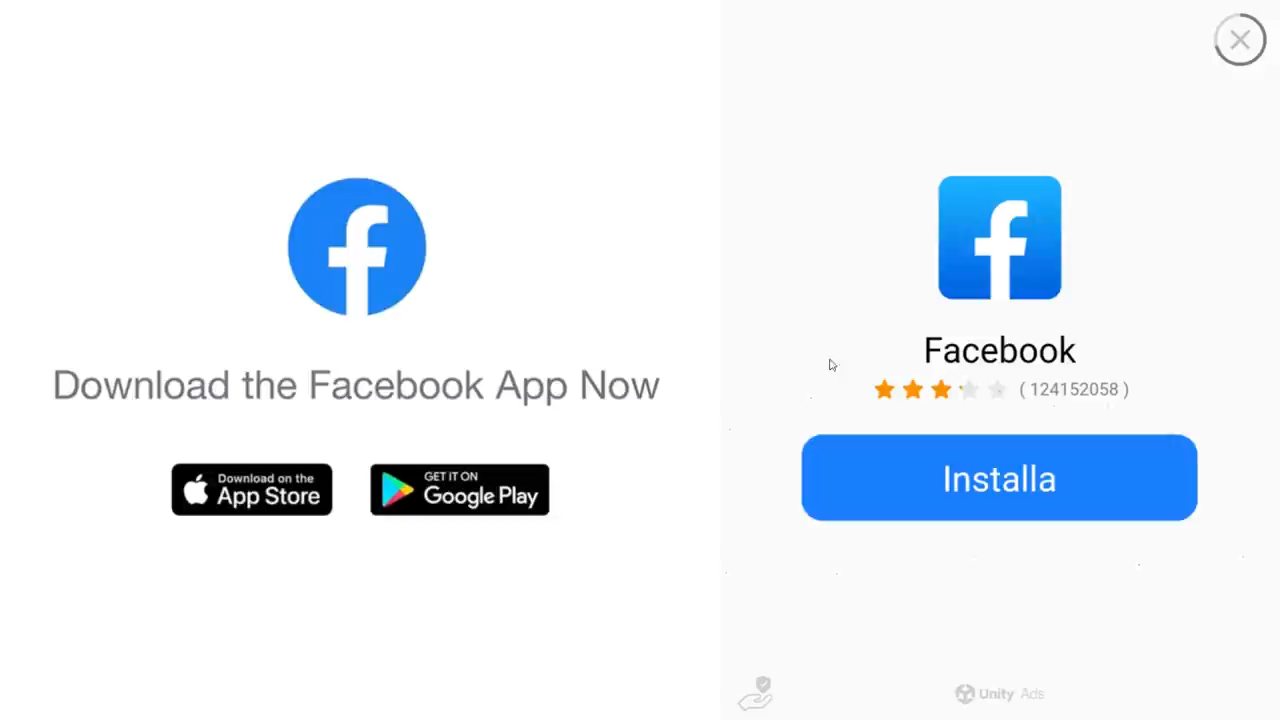 Download the Facebook App Now
Download on the
App Store
GET IT ON
Google Play
Facebook
( 124152058 )
Installa
Unity Ads